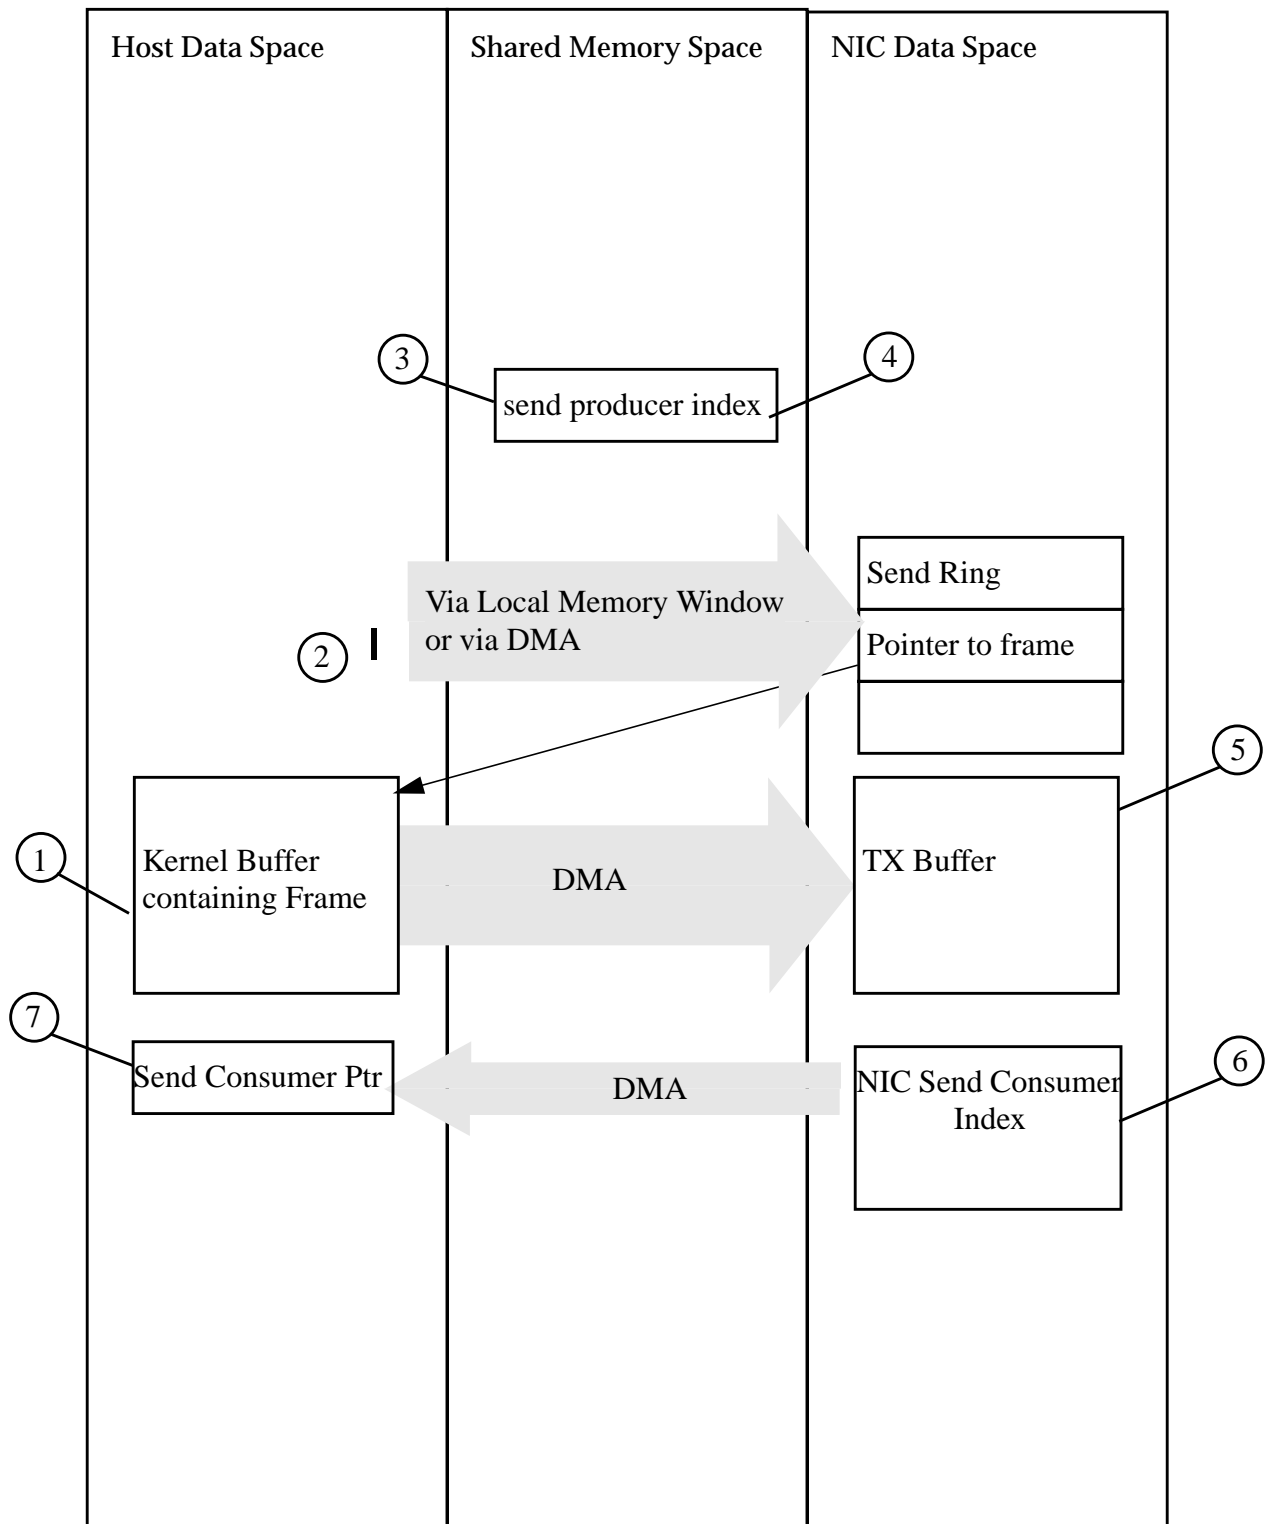 Host Data Space
Shared Memory Space
NIC Data Space
3
4
send producer index
Send Ring
Via Local Memory Window
or via DMA
2
Pointer to frame
5
1
Kernel Buffer
containing Frame
DMA
TX Buffer
7
Send Consumer Ptr
DMA
NIC Send Consumer
Index
6